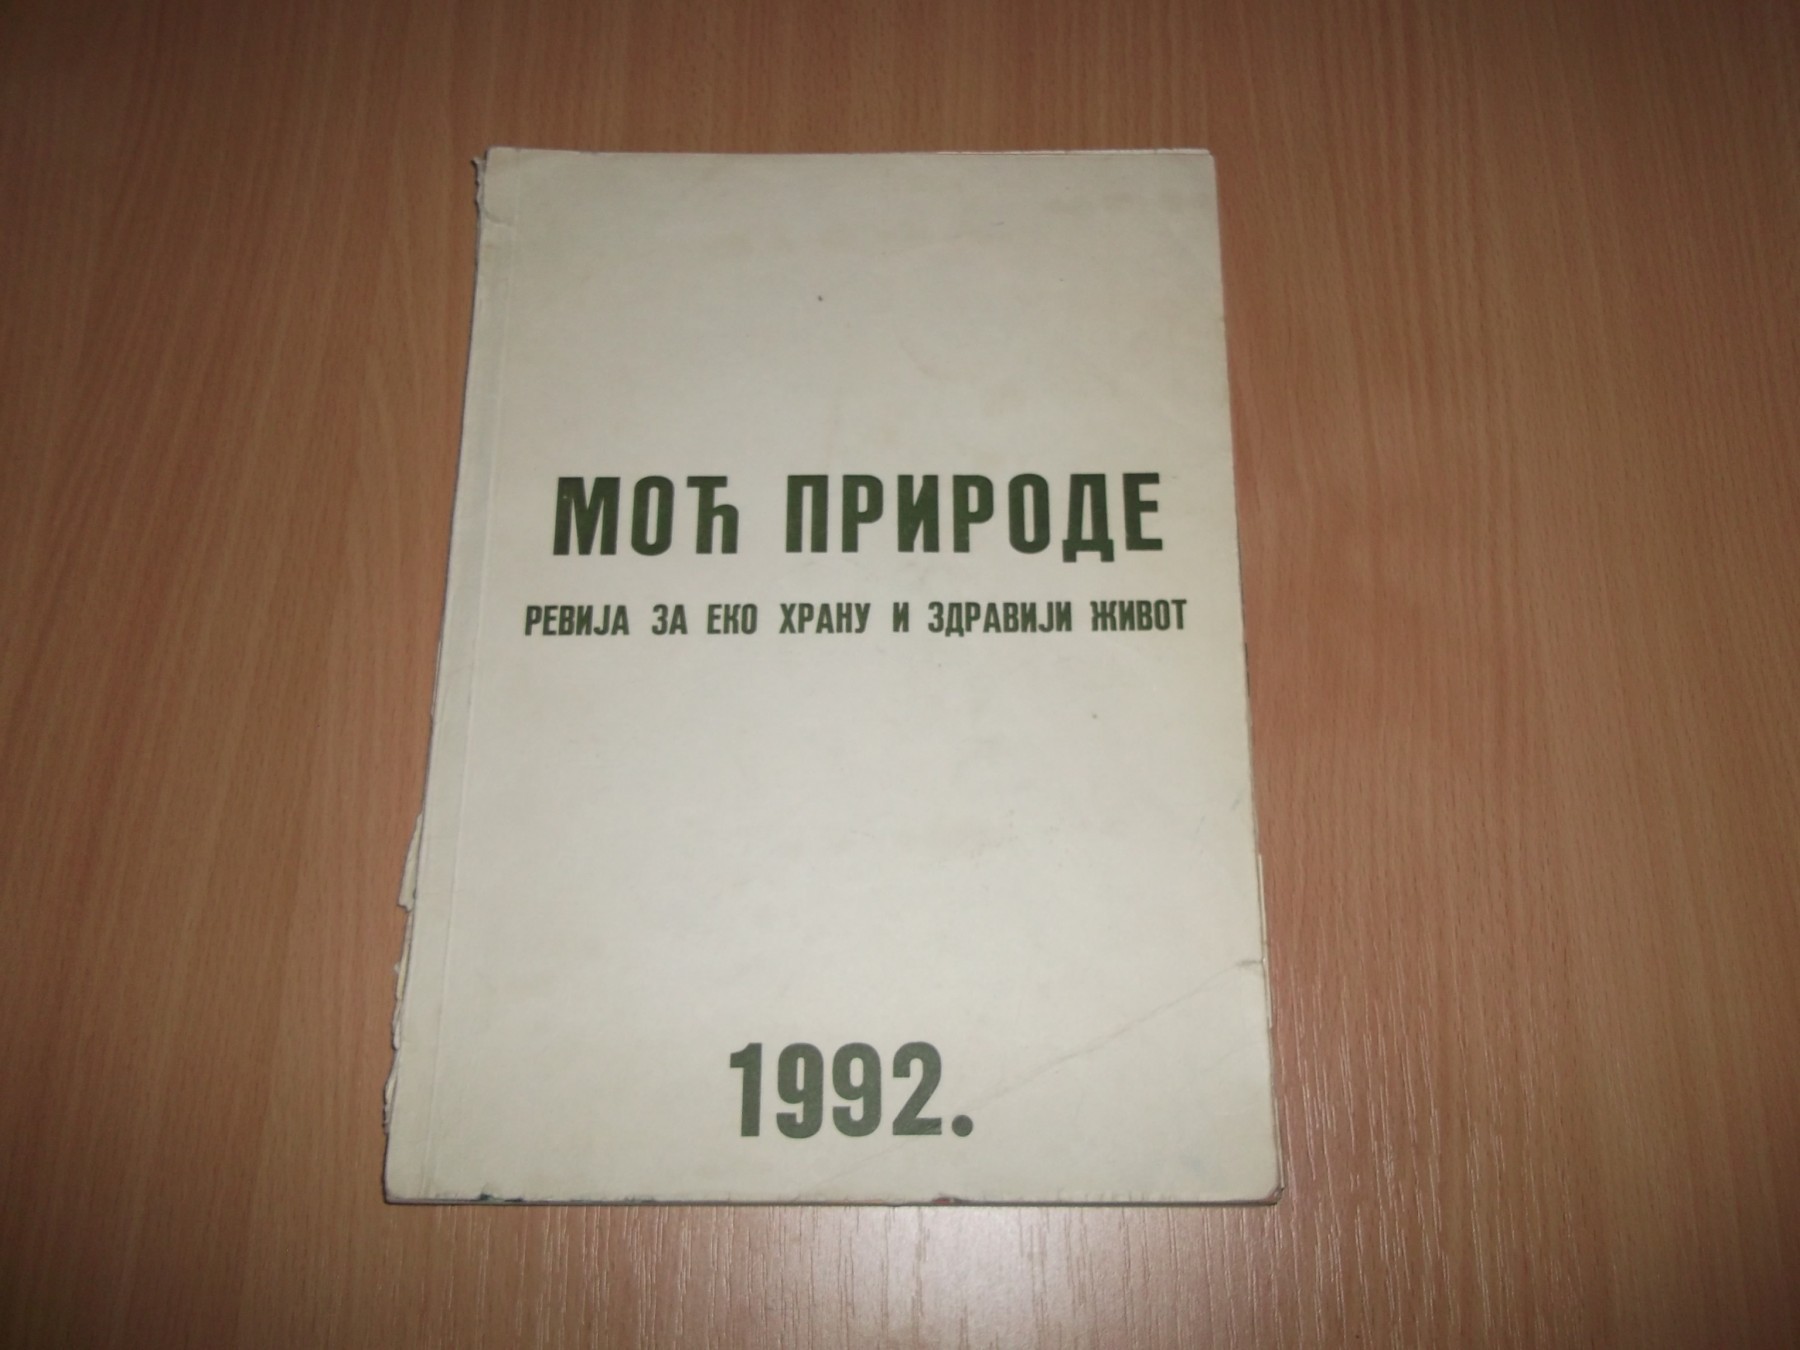 МОЋ ПРИРОДЕ
РЕВИЈА ЗА ЕКО ХРАНУ И ЗДРАВИЈИ ЖИВОТ
1992.